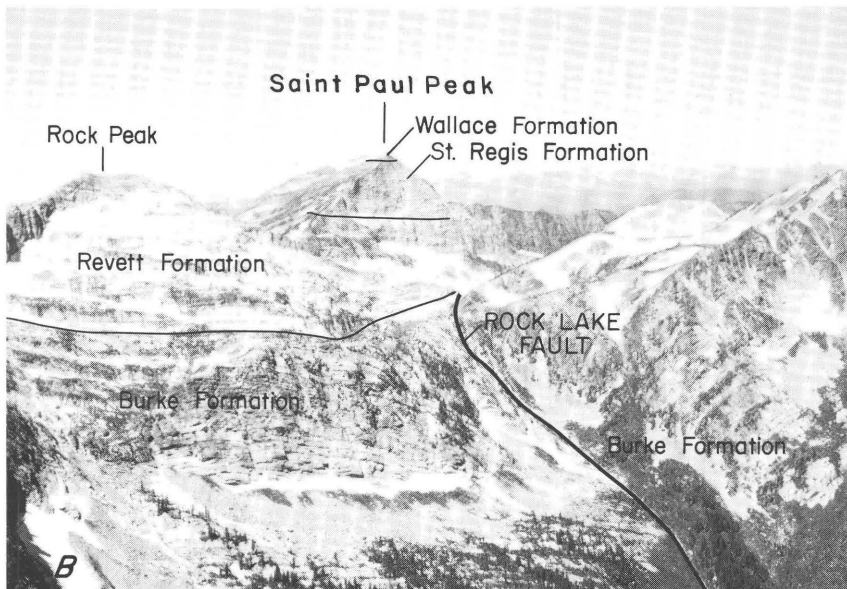 Saint Paul Peak
Wallace Formation
Rock Peak
St. Regis Formation
Revett Formation
ROCK LAKE
FAULT
Burke Formation
Burke Formation
B